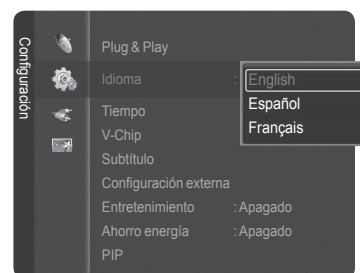 Configuración
Plug & Play
Idioma : English
Español
Français
Tiempo
V-Chip
Subtítulo
Configuración externa
Entretenimiento : Apagado
Ahorro energía : Apagado
PIP